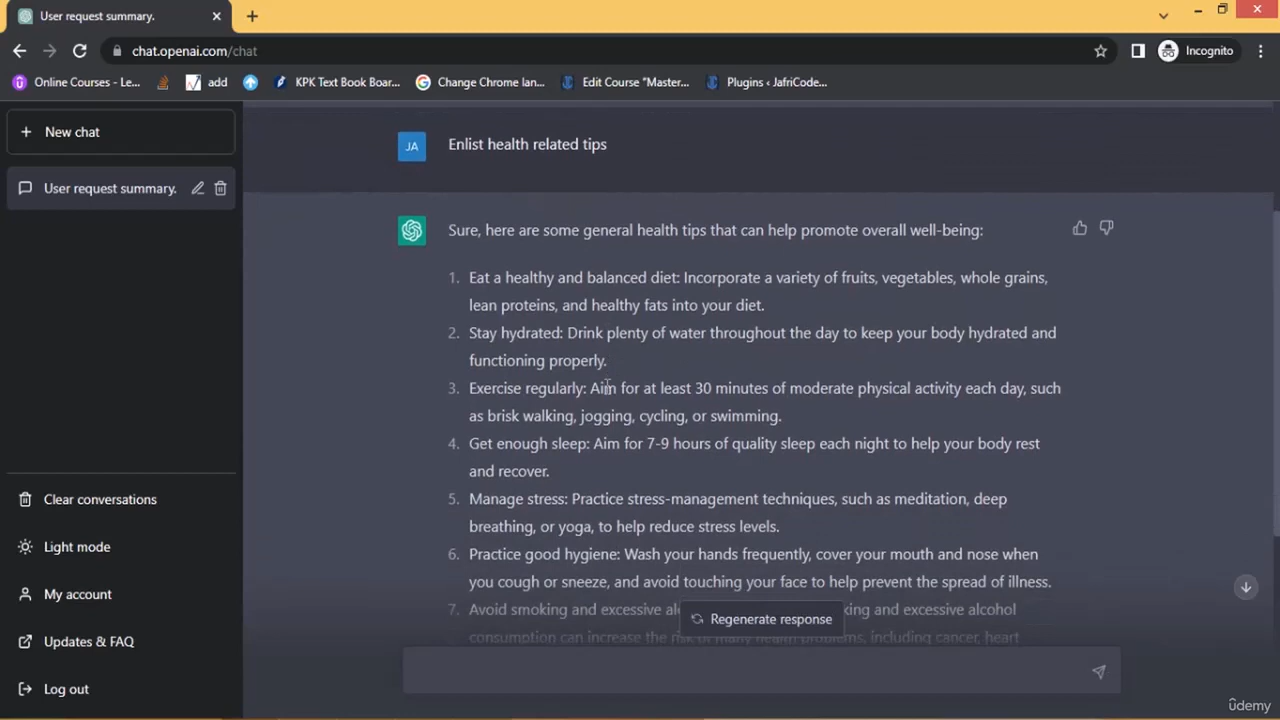 User request summary.
chat.openai.com/chat
Incognito
Online Courses - Le...
add
KPK Text Book Boar...
Change Chrome lan...
Edit Course "Master...
Plugins ‹ JafriCode...
New chat
User request summary.
Clear conversations
Light mode
My account
Updates & FAQ
Log out
JA
Enlist health related tips
Sure, here are some general health tips that can help promote overall well-being:
1. Eat a healthy and balanced diet: Incorporate a variety of fruits, vegetables, whole grains,
lean proteins, and healthy fats into your diet.
2. Stay hydrated: Drink plenty of water throughout the day to keep your body hydrated and
functioning properly.
3. Exercise regularly: Aim for at least 30 minutes of moderate physical activity each day, such
as brisk walking, jogging, cycling, or swimming.
4. Get enough sleep: Aim for 7-9 hours of quality sleep each night to help your body rest
and recover.
5. Manage stress: Practice stress-management techniques, such as meditation, deep
breathing, or yoga, to help reduce stress levels.
6. Practice good hygiene: Wash your hands frequently, cover your mouth and nose when
you cough or sneeze, and avoid touching your face to help prevent the spread of illness.
7. Avoid smoking and excessive king and excessive alcohol
consumption can increase the risk of many health problems, including cancer, heart
Regenerate response
ûdemy